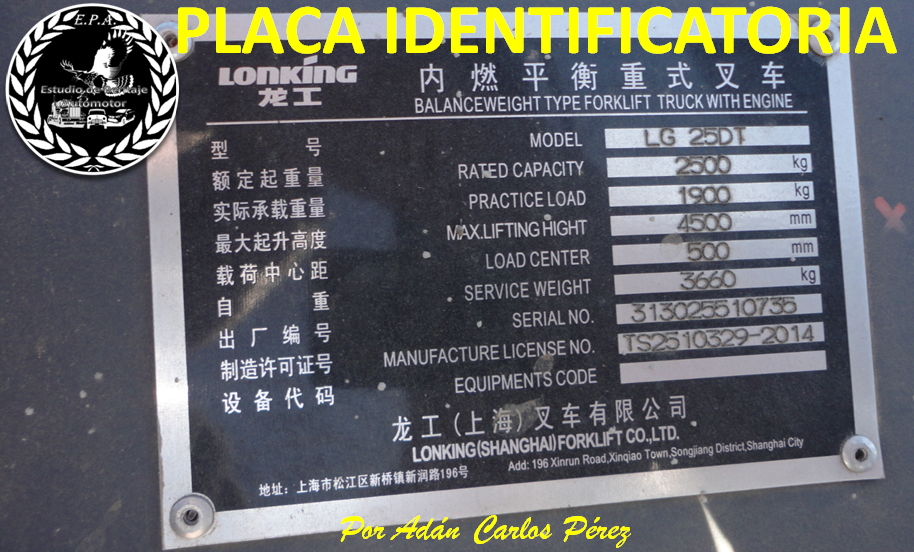 PLACA IDENTIFICATORIA
E.P.A.
Estudio de Peritaje
Automotor
LONKING
龙工
内燃平衡重式叉车
BALANCEWEIGHT TYPE FORKLIFT TRUCK WITH ENGINE
型号 MODEL LG 25DT
额定起重量 RATED CAPACITY 2500 kg
实际承载重量 PRACTICE LOAD 1900 kg
最大起升高度 MAX.LIFTING HIGHT 4500 mm
载荷中心距 LOAD CENTER 500 mm
自重 SERVICE WEIGHT 3660 kg
出厂编号 SERIAL NO. 313025510735
制造许可证号 MANUFACTURE LICENSE NO. TS2510329-2014
设备代码 EQUIPMENTS CODE
龙工(上海)叉车有限公司
LONKING(SHANGHAI)FORKLIFT CO.,LTD.
Add: 196 Xinrun Road,Xinqiao Town,Songjiang District,Shanghai City
地址: 上海市松江区新桥镇新润路196号
Por Adán Carlos Pérez